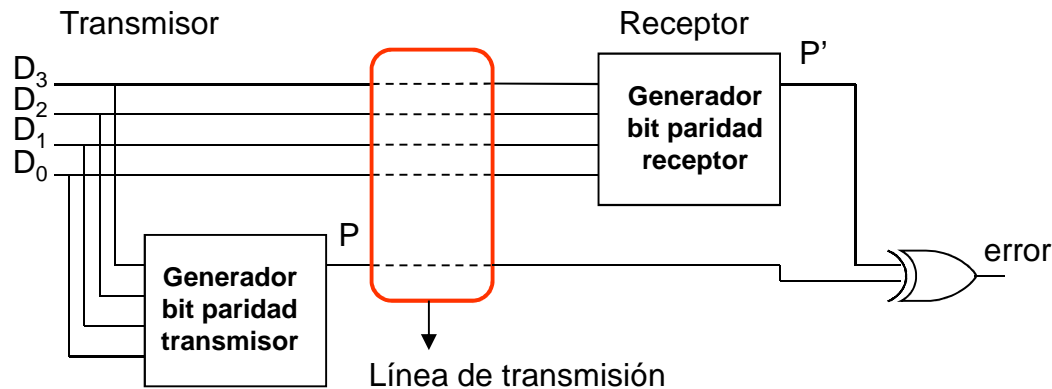 Transmisor
Receptor
D3
D2
D1
D0
P’
Generador
bit paridad
receptor
P
Generador
bit paridad
transmisor
error
Línea de transmisión